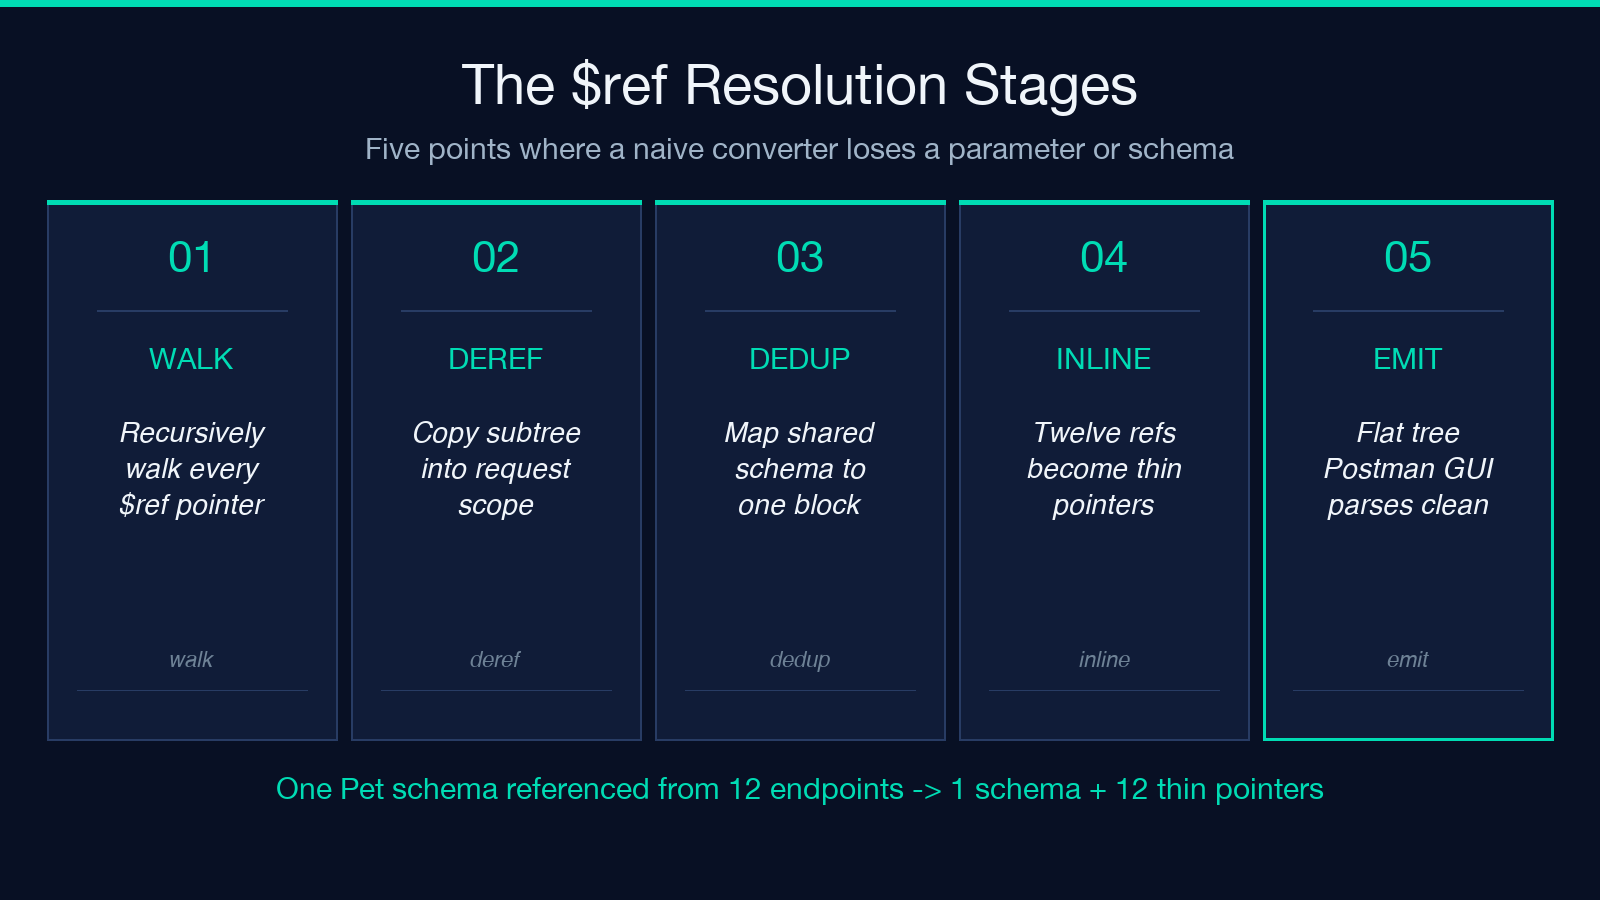 The $ref Resolution Stages
Five points where a naive converter loses a parameter or schema
01
WALK
Recursively
walk every
$ref pointer
walk
02
DEREF
Copy subtree
into request
scope
deref
03
DEDUP
Map shared
schema to
one block
dedup
04
INLINE
Twelve refs
become thin
pointers
inline
05
EMIT
Flat tree
Postman GUI
parses clean
emit
One Pet schema referenced from 12 endpoints -> 1 schema + 12 thin pointers